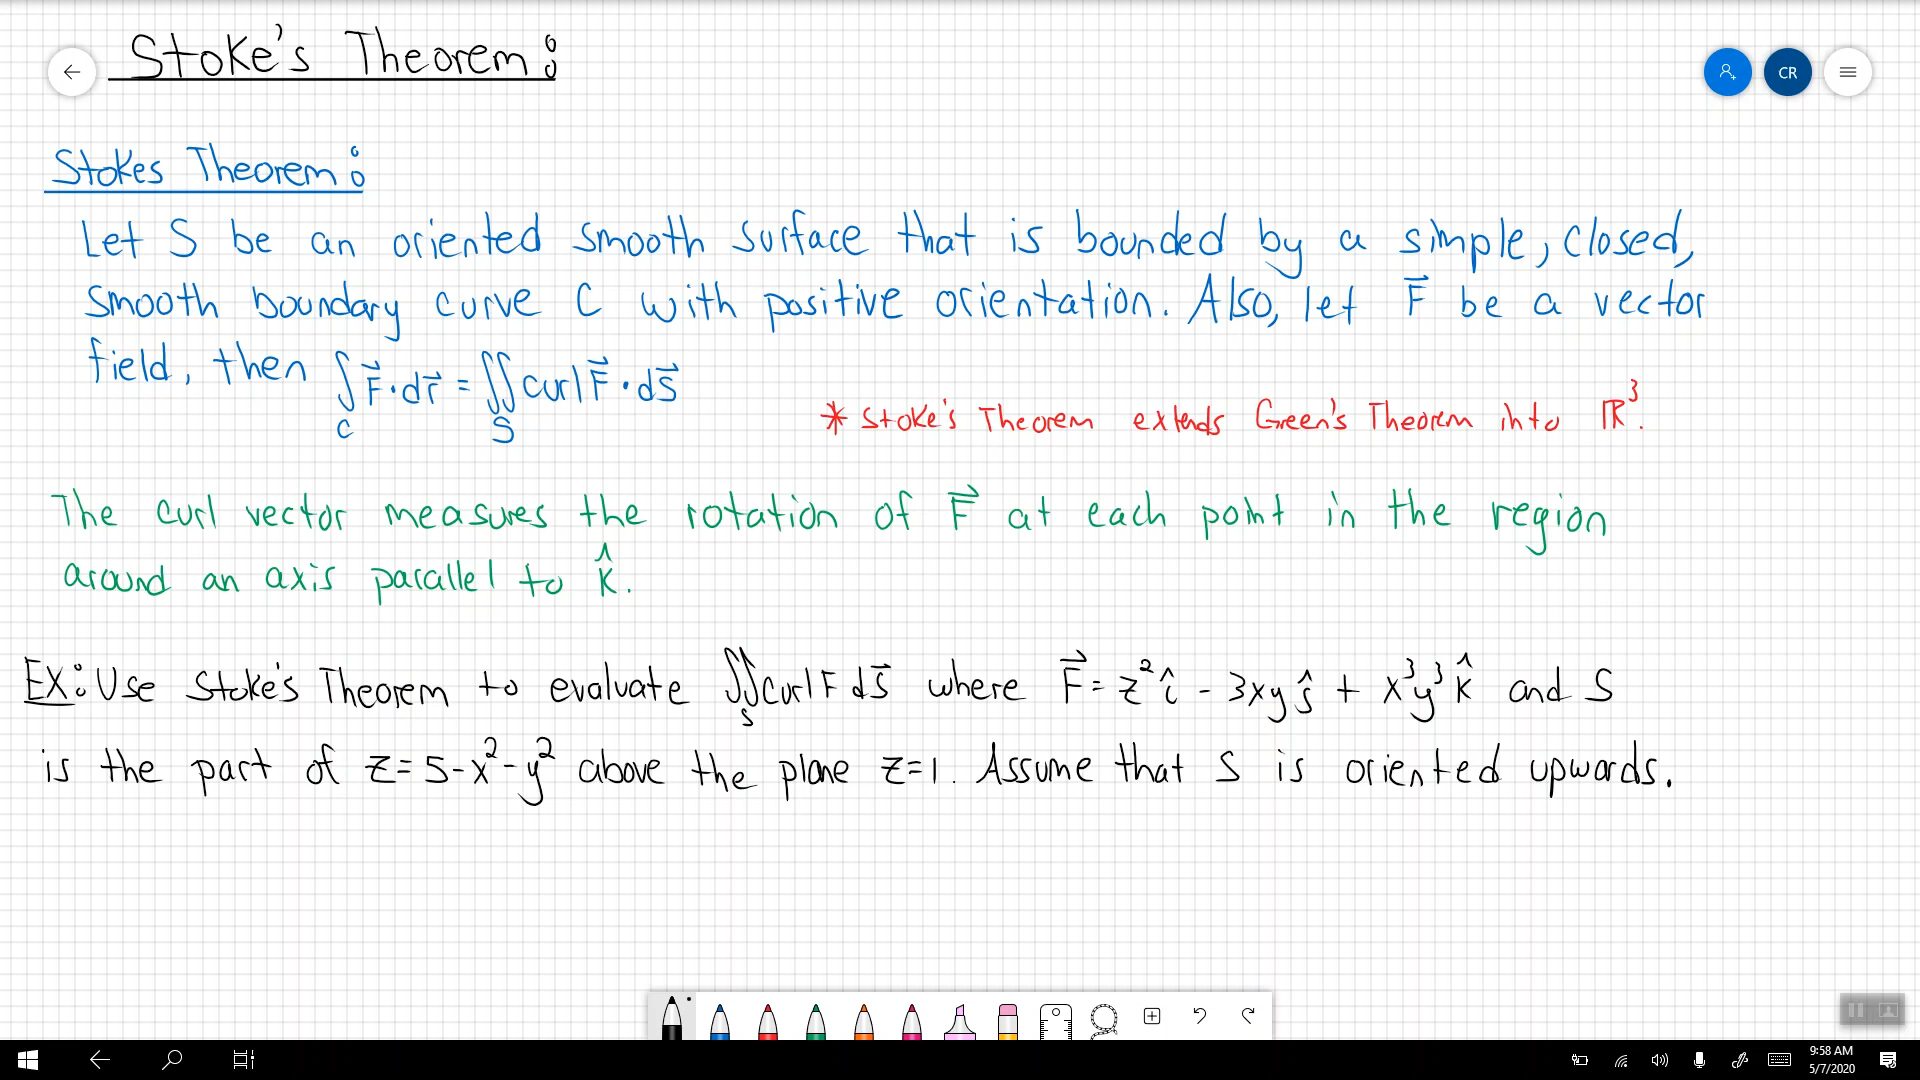 Stoke's Theorem:
CR
Stokes Theorem:
Let S be an oriented smooth surface that is bounded by a simple, closed,
smooth boundary curve C with positive orientation. Also, let F⃗ be a vector
field, then ∫_C F⃗·dr⃗ = ∬_S curl F⃗·dS⃗
* Stoke's Theorem extends Green's Theorem into ℝ³.
The curl vector measures the rotation of F⃗ at each point in the region
around an axis parallel to k̂.
EX: Use Stoke's Theorem to evaluate ∬_S curl F dS⃗ where F⃗ = z² î - 3xy ĵ + x³y³ k̂ and S
is the part of z=5-x²-y² above the plane z=1. Assume that S is oriented upwards.
9:58 AM
5/7/2020